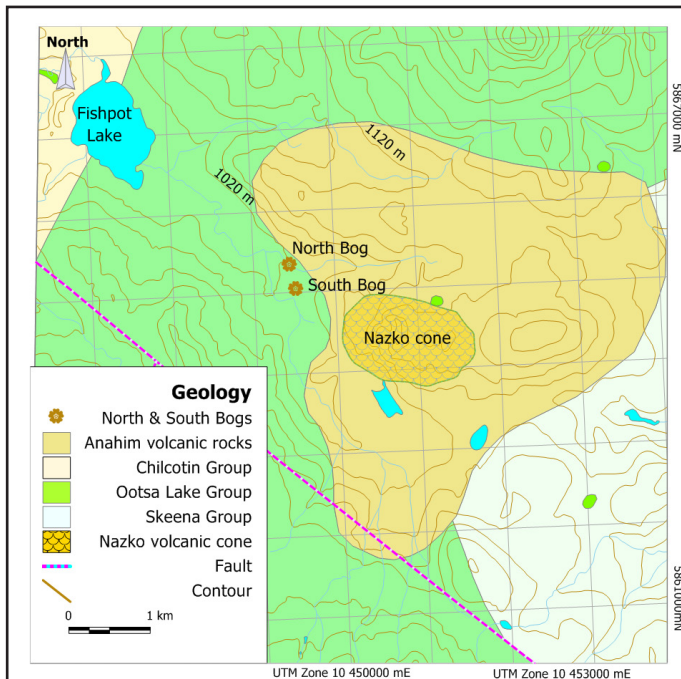 North
Fishpot
Lake
1120 m
1020 m
5867000 mN
North Bog
South Bog
Nazko cone
Geology
North & South Bogs
Anahim volcanic rocks
Chilcotin Group
Ootsa Lake Group
Skeena Group
Nazko volcanic cone
Fault
Contour
0 1 km
5861000mN
UTM Zone 10 450000 mE
UTM Zone 10 453000 mE